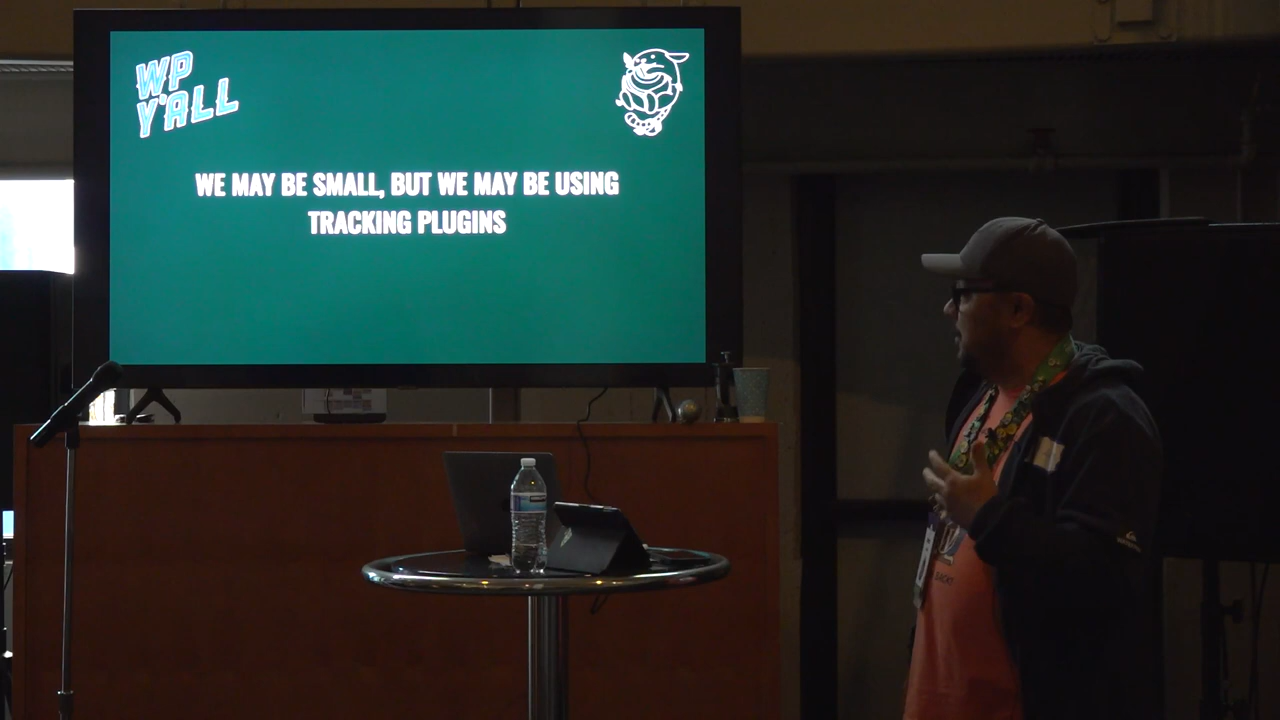 WP
Y'ALL
WE MAY BE SMALL, BUT WE MAY BE USING
TRACKING PLUGINS